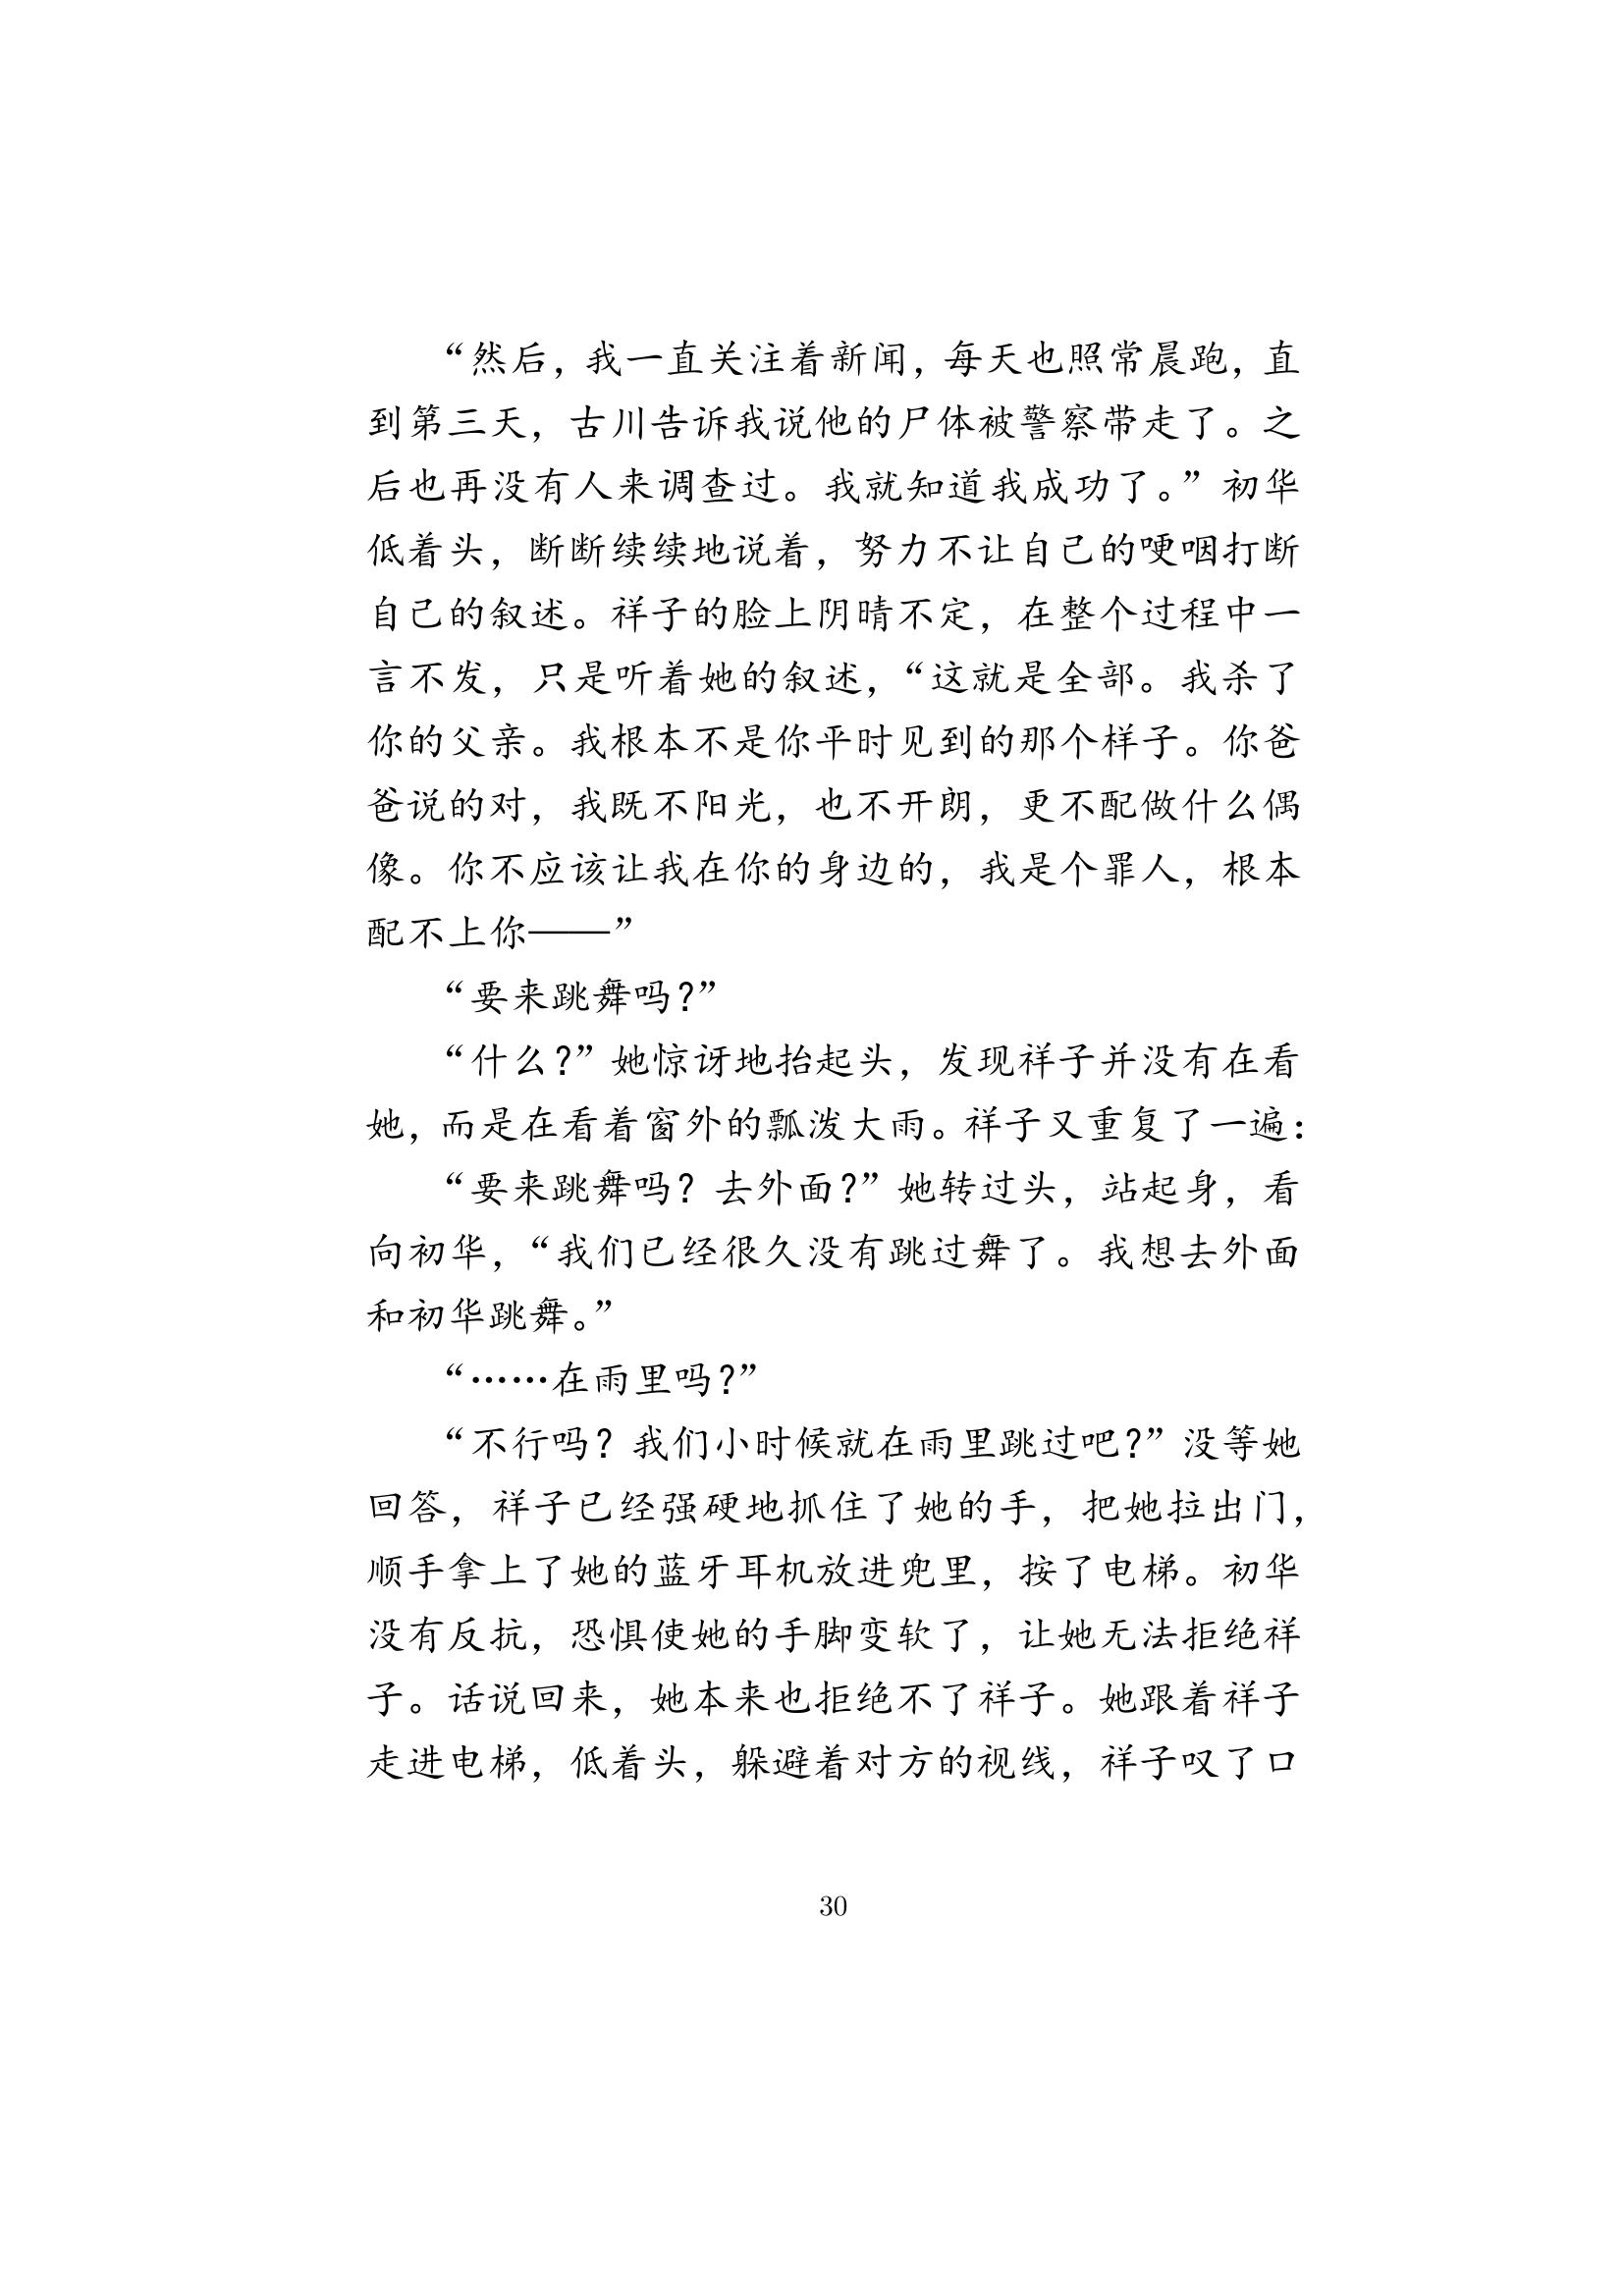 “然后，我一直关注着新闻，每天也照常晨跑，直
到第三天，古川告诉我说他的尸体被警察带走了。之
后也再没有人来调查过。我就知道我成功了。”初华
低着头，断断续续地说着，努力不让自己的哽咽打断
自己的叙述。祥子的脸上阴晴不定，在整个过程中一
言不发，只是听着她的叙述，“这就是全部。我杀了
你的父亲。我根本不是你平时见到的那个样子。你爸
爸说的对，我既不阳光，也不开朗，更不配做什么偶
像。你不应该让我在你的身边的，我是个罪人，根本
配不上你——”
“要来跳舞吗？”
“什么？”她惊讶地抬起头，发现祥子并没有在看
她，而是在看着窗外的瓢泼大雨。祥子又重复了一遍：
“要来跳舞吗？去外面？”她转过头，站起身，看
向初华，“我们已经很久没有跳过舞了。我想去外面
和初华跳舞。”
“……在雨里吗？”
“不行吗？我们小时候就在雨里跳过吧？”没等她
回答，祥子已经强硬地抓住了她的手，把她拉出门，
顺手拿上了她的蓝牙耳机放进兜里，按了电梯。初华
没有反抗，恐惧使她的手脚变软了，让她无法拒绝祥
子。话说回来，她本来也拒绝不了祥子。她跟着祥子
走进电梯，低着头，躲避着对方的视线，祥子叹了口
30